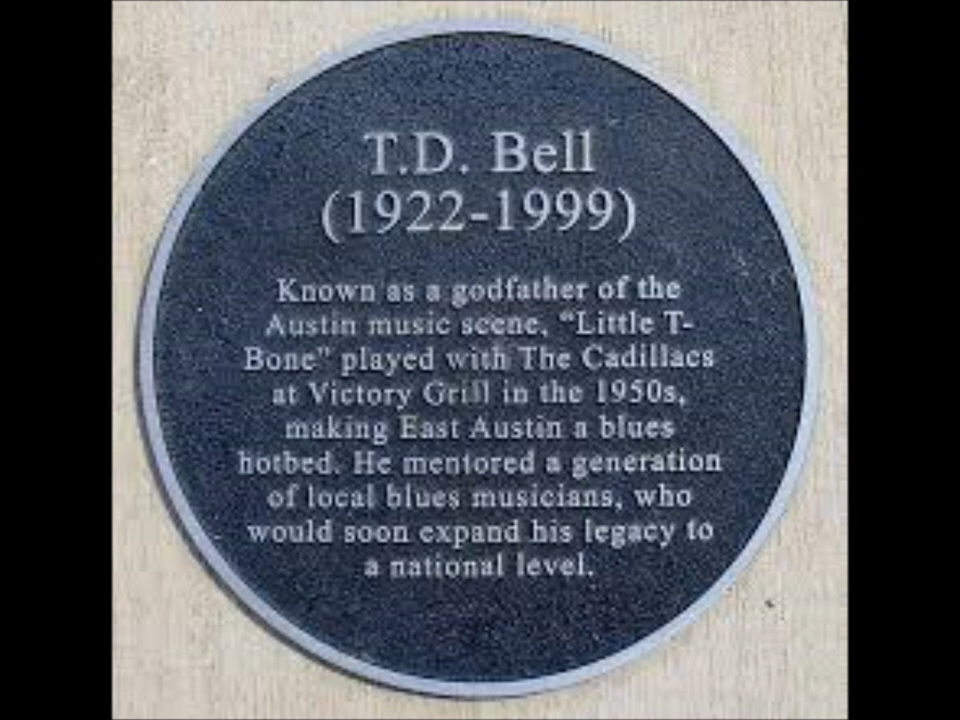 T.D. Bell
(1922-1999)
Known as a godfather of the
Austin music scene, “Little T-
Bone" played with The Cadillacs
at Victory Grill in the 1950s,
making East Austin a blues
hotbed. He mentored a generation
of local blues musicians, who
would soon expand his legacy to
a national level.